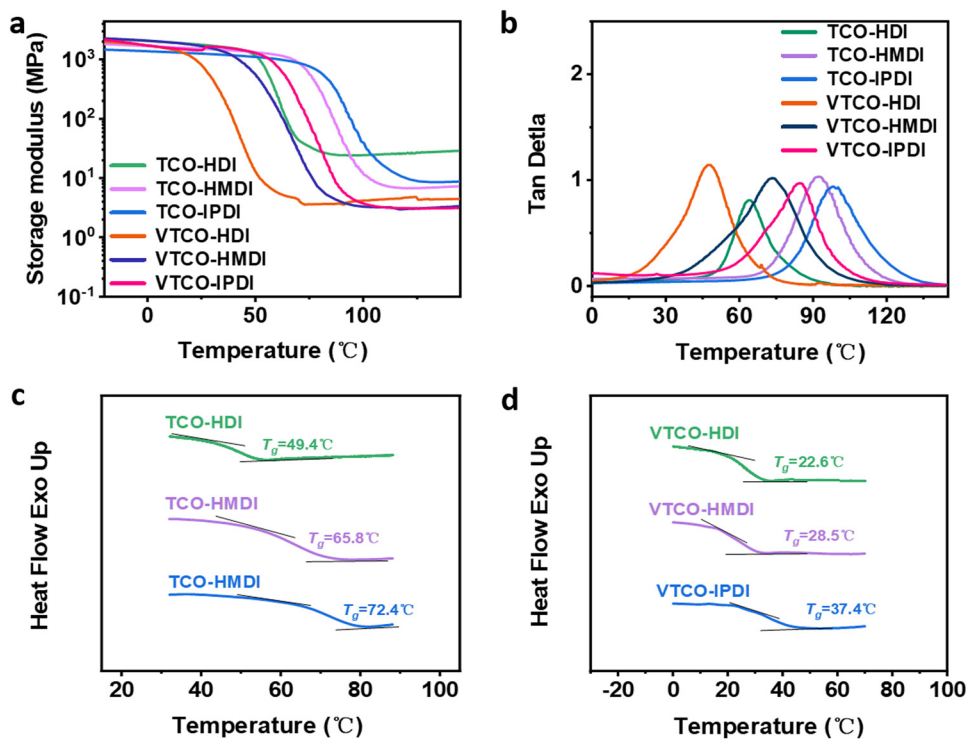 a
Storage modulus (MPa)
10³
10²
10¹
10⁰
10⁻¹
TCO-HDI
TCO-HMDI
TCO-IPDI
VTCO-HDI
VTCO-HMDI
VTCO-IPDI
0 50 100
Temperature (℃)
b
Tan Detla
2
1
0
TCO-HDI
TCO-HMDI
TCO-IPDI
VTCO-HDI
VTCO-HMDI
VTCO-IPDI
0 30 60 90 120
Temperature (℃)
c
Heat Flow Exo Up
TCO-HDI
Tg=49.4℃
TCO-HMDI
Tg=65.8℃
TCO-HMDI
Tg=72.4℃
20 40 60 80 100
Temperature (℃)
d
Heat Flow Exo Up
VTCO-HDI
Tg=22.6℃
VTCO-HMDI
Tg=28.5℃
VTCO-IPDI
Tg=37.4℃
-20 0 20 40 60 80 100
Temperature (℃)